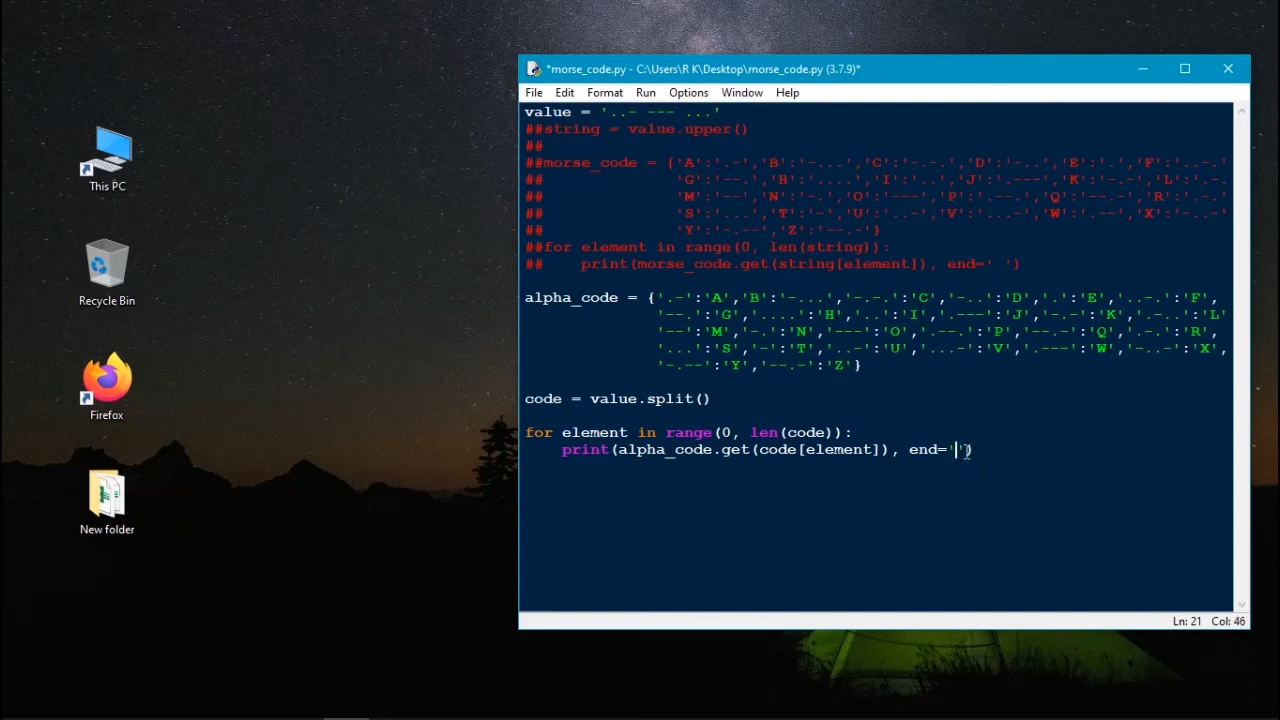 *morse_code.py - C:\Users\R K\Desktop\morse_code.py (3.7.9)*
File Edit Format Run Options Window Help
value = '..- --- ...'
##string = value.upper()
##
##morse_code = {'A':'.-','B':'-...','C':'-.-.','D':'-..','E':'.','F':'..-.'
## 'G':'--.','H':'....','I':'..','J':'.---','K':'-.-','L':'.-.
## 'M':'--','N':'-.','O':'---','P':'.--.','Q':'--.-','R':'.-.
## 'S':'...','T':'-','U':'..-','V':'...-','W':'.--','X':'-..-'
## 'Y':'-.--','Z':'--.-'}
##for element in range(0, len(string)):
## print(morse_code.get(string[element]), end=' ')
alpha_code = {'.-':'A','B':'-...','-.-.':'C','-..':'D','.':'E','..-.':'F',
'--.':'G','....':'H','..':'I','.---':'J','-.-':'K','.-..':'L'
'--':'M','-.':'N','---':'O','.--.':'P','--.-':'Q','.-.':'R',
'...':'S','-':'T','..-':'U','...-':'V','.---':'W','-..-':'X',
'-.--':'Y','--.-':'Z'}
code = value.split()
for element in range(0, len(code)):
print(alpha_code.get(code[element]), end='')
Ln: 21 Col: 46
This PC
Recycle Bin
Firefox
New folder